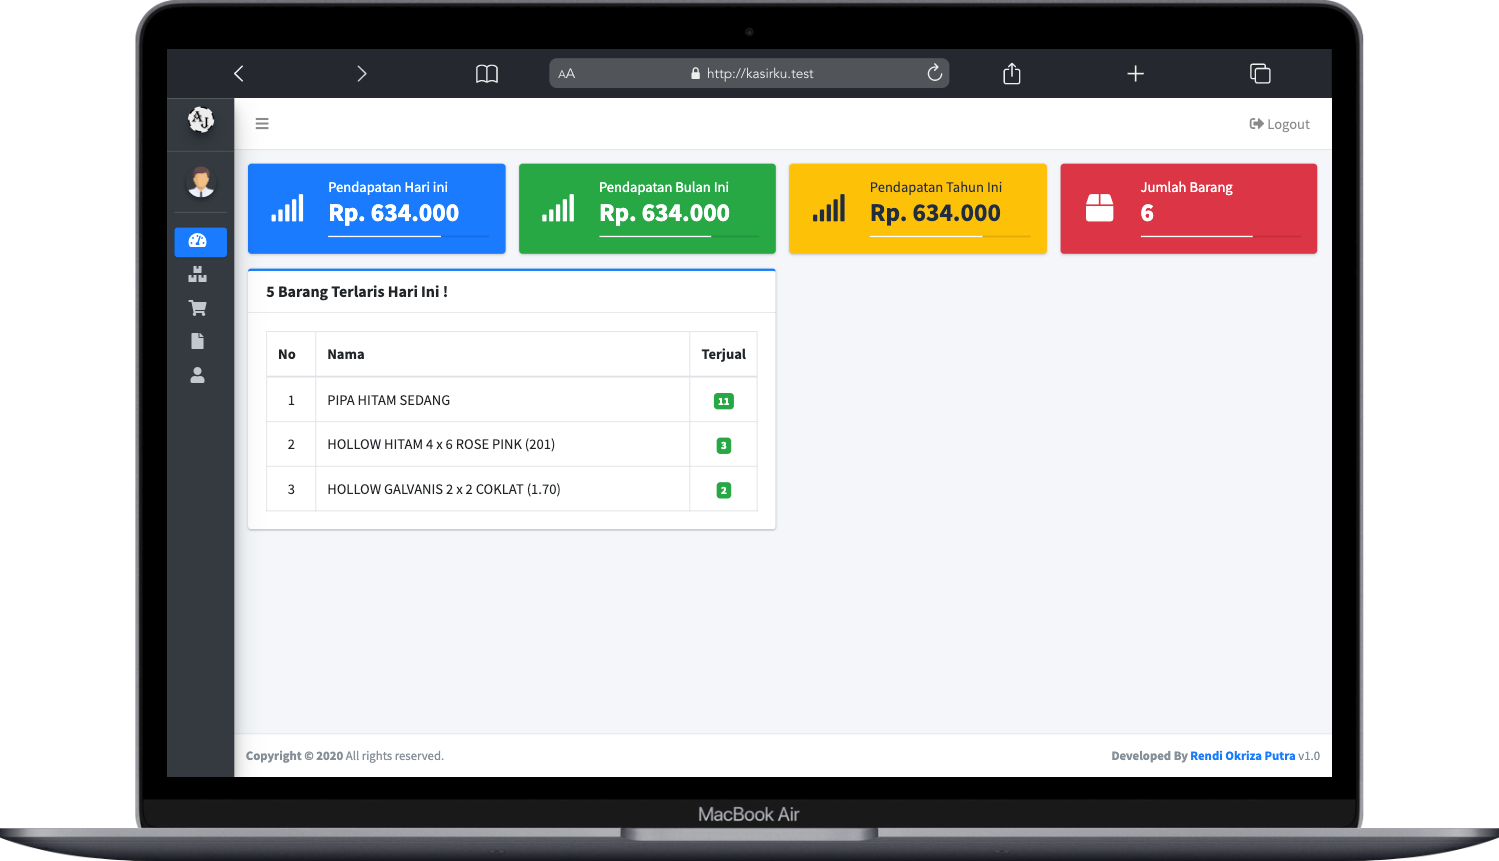 AA http://kasirku.test
AJ
Logout
Pendapatan Hari ini
Rp. 634.000
Pendapatan Bulan Ini
Rp. 634.000
Pendapatan Tahun Ini
Rp. 634.000
Jumlah Barang
6
5 Barang Terlaris Hari Ini !
No Nama Terjual
1 PIPA HITAM SEDANG 11
2 HOLLOW HITAM 4 x 6 ROSE PINK (201) 3
3 HOLLOW GALVANIS 2 x 2 COKLAT (1.70) 2
Copyright © 2020 All rights reserved. Developed By Rendi Okriza Putra v1.0
MacBook Air